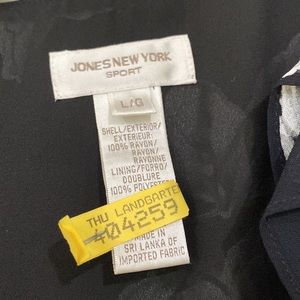 JONES NEW YORK
SPORT
L/G
SHELL/EXTERIOR/
EXTERIEUR:
100% RAYON/
RAYON/
RAYONNE
LINING/FORRO/
DOUBLURE
100% POLYESTER
THU LANDGARTE
404259
MADE IN
SRI LANKA OF
IMPORTED FABRIC